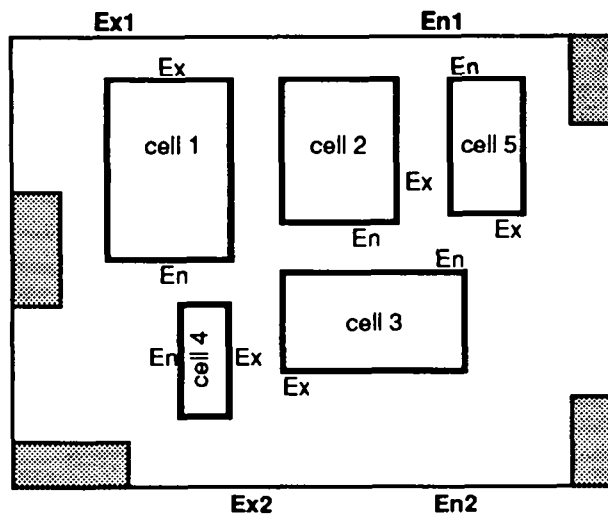 Ex1 En1
Ex En
cell 1 cell 2 cell 5
Ex
En Ex
En En
cell 3
En cell 4 Ex
Ex
Ex2 En2